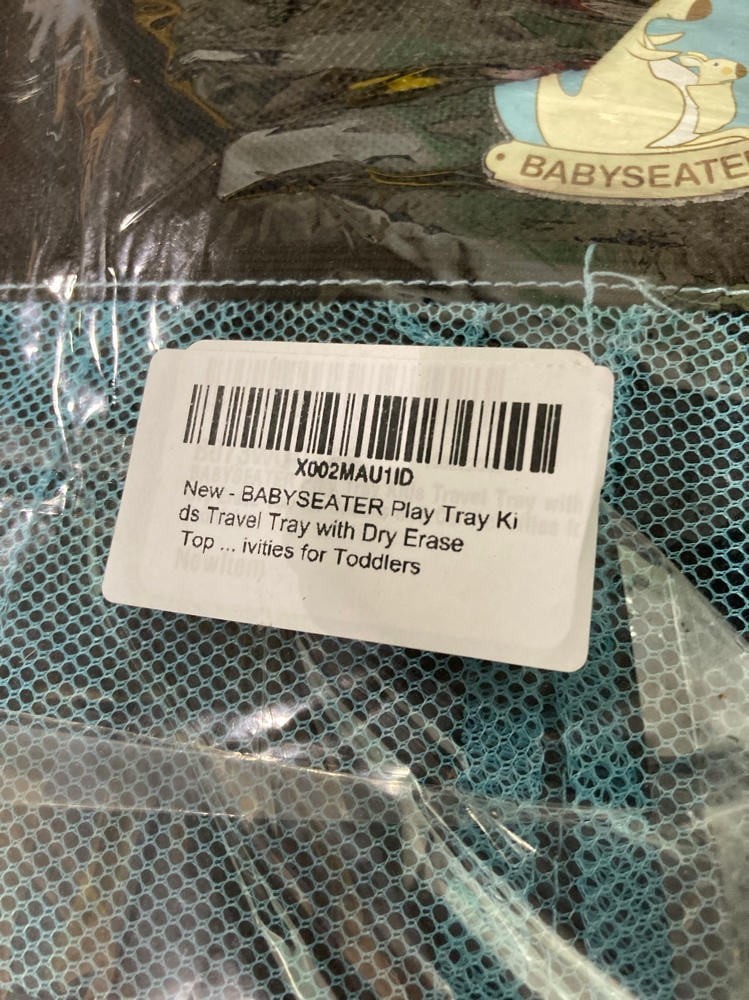 BABYSEATER
X002MAU1ID
New - BABYSEATER Play Tray Ki
ds Travel Tray with Dry Erase
Top ... ivities for Toddlers